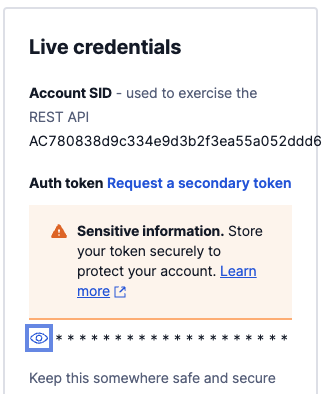 Live credentials
Account SID - used to exercise the
REST API
AC780838d9c334e9d3b2f3ea55a052ddd6
Auth token Request a secondary token
Sensitive information. Store
your token securely to
protect your account. Learn
more
* * * * * * * * * * * * * * * * * * * *
Keep this somewhere safe and secure